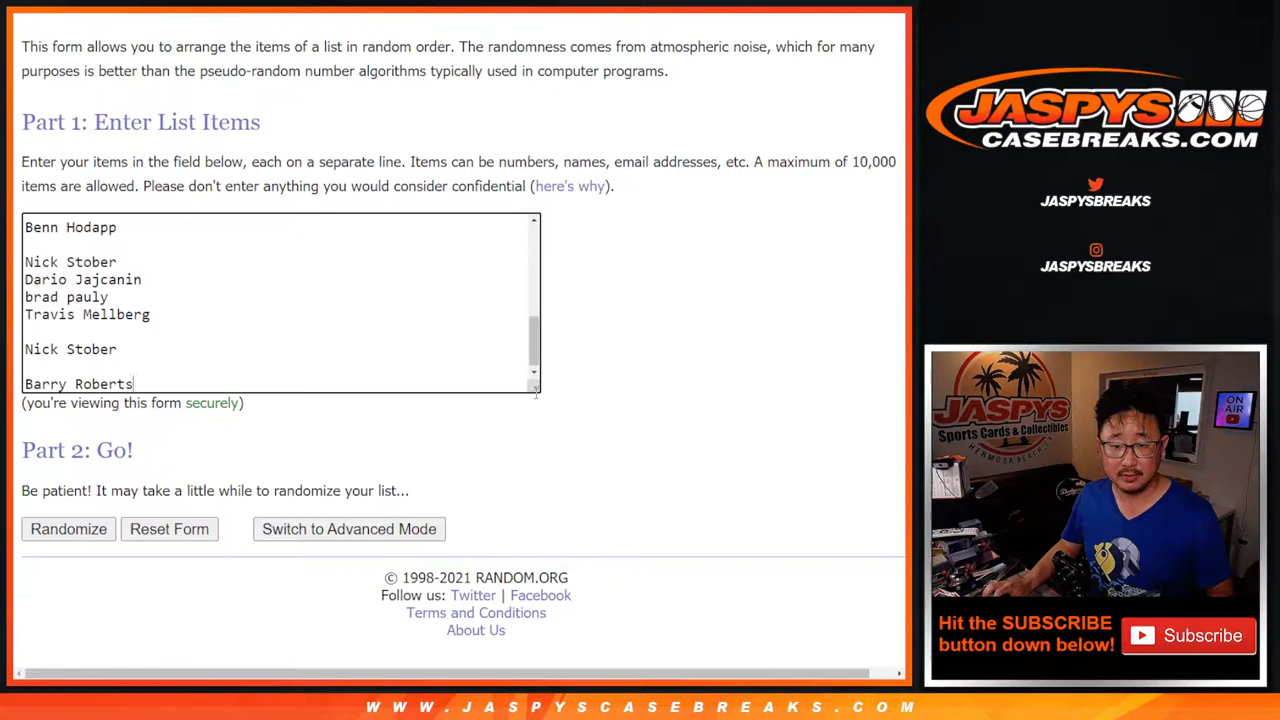 This form allows you to arrange the items of a list in random order. The randomness comes from atmospheric noise, which for many
purposes is better than the pseudo-random number algorithms typically used in computer programs.
Part 1: Enter List Items
Enter your items in the field below, each on a separate line. Items can be numbers, names, email addresses, etc. A maximum of 10,000
items are allowed. Please don't enter anything you would consider confidential (here's why).
Benn Hodapp
Nick Stober
Dario Jajcanin
brad pauly
Travis Mellberg
Nick Stober
Barry Roberts
(you're viewing this form securely)
Part 2: Go!
Be patient! It may take a little while to randomize your list...
Randomize
Reset Form
Switch to Advanced Mode
© 1998-2021 RANDOM.ORG
Follow us: Twitter | Facebook
Terms and Conditions
About Us
JASPYS
CASEBREAKS.COM
JASPYSBREAKS
JASPYSBREAKS
JASPYS
Sports Cards & Collectibles
HERMOSA BEACH
ON
AIR
Dodgers
Hit the SUBSCRIBE
button down below!
Subscribe
WWW.JASPYSCASEBREAKS.COM